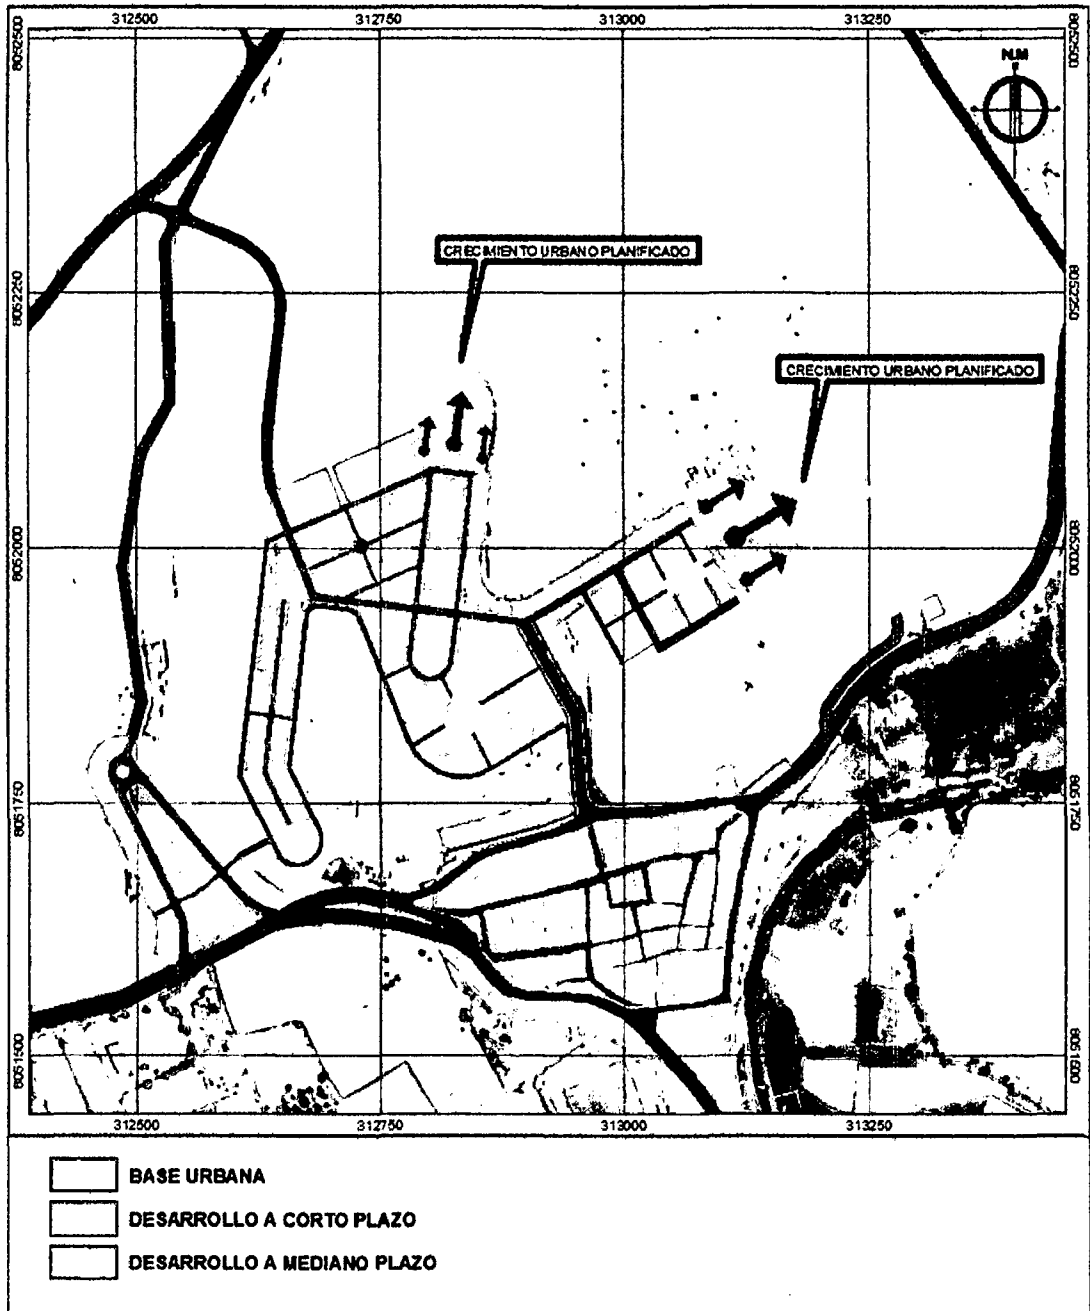 312500 312750 313000 313250
8052500 8052500
N.M
CRECIMIENTO URBANO PLANIFICADO
8052250 8052250
CRECIMIENTO URBANO PLANIFICADO
8052000 8052000
8051750 8051750
8051500 8051500
312500 312750 313000 313250
BASE URBANA
DESARROLLO A CORTO PLAZO
DESARROLLO A MEDIANO PLAZO